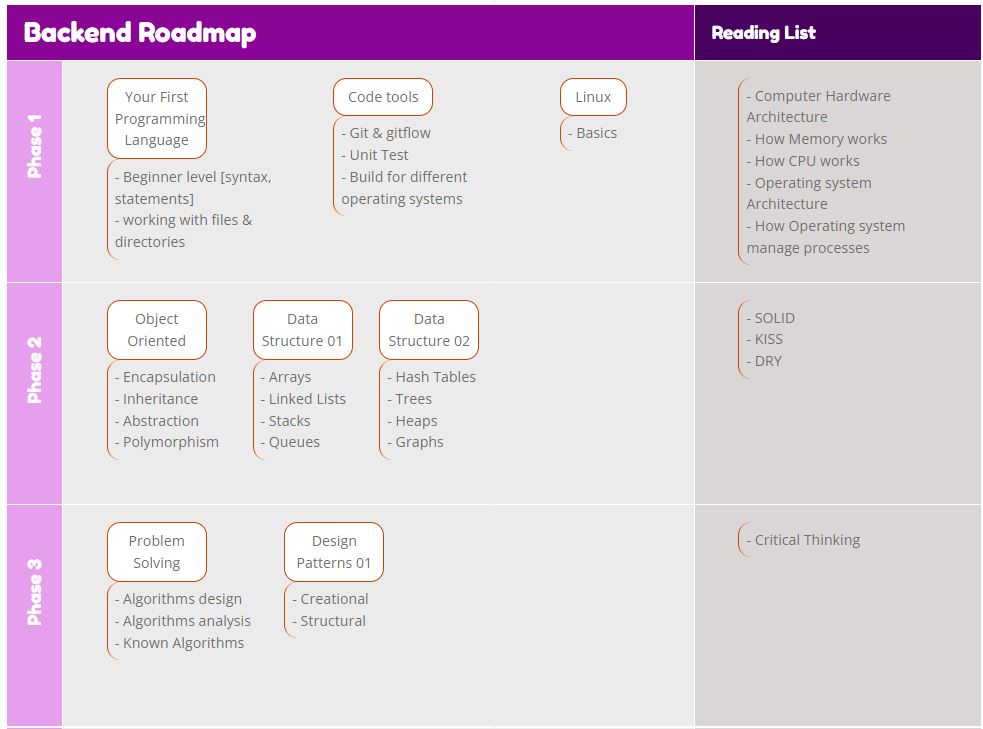 Backend Roadmap
Reading List
Phase 1
Your First
Programming
Language
- Beginner level [syntax,
statements]
- working with files &
directories
Code tools
- Git & gitflow
- Unit Test
- Build for different
operating systems
Linux
- Basics
- Computer Hardware
Architecture
- How Memory works
- How CPU works
- Operating system
Architecture
- How Operating system
manage processes
Phase 2
Object
Oriented
- Encapsulation
- Inheritance
- Abstraction
- Polymorphism
Data
Structure 01
- Arrays
- Linked Lists
- Stacks
- Queues
Data
Structure 02
- Hash Tables
- Trees
- Heaps
- Graphs
- SOLID
- KISS
- DRY
Phase 3
Problem
Solving
- Algorithms design
- Algorithms analysis
- Known Algorithms
Design
Patterns 01
- Creational
- Structural
- Critical Thinking